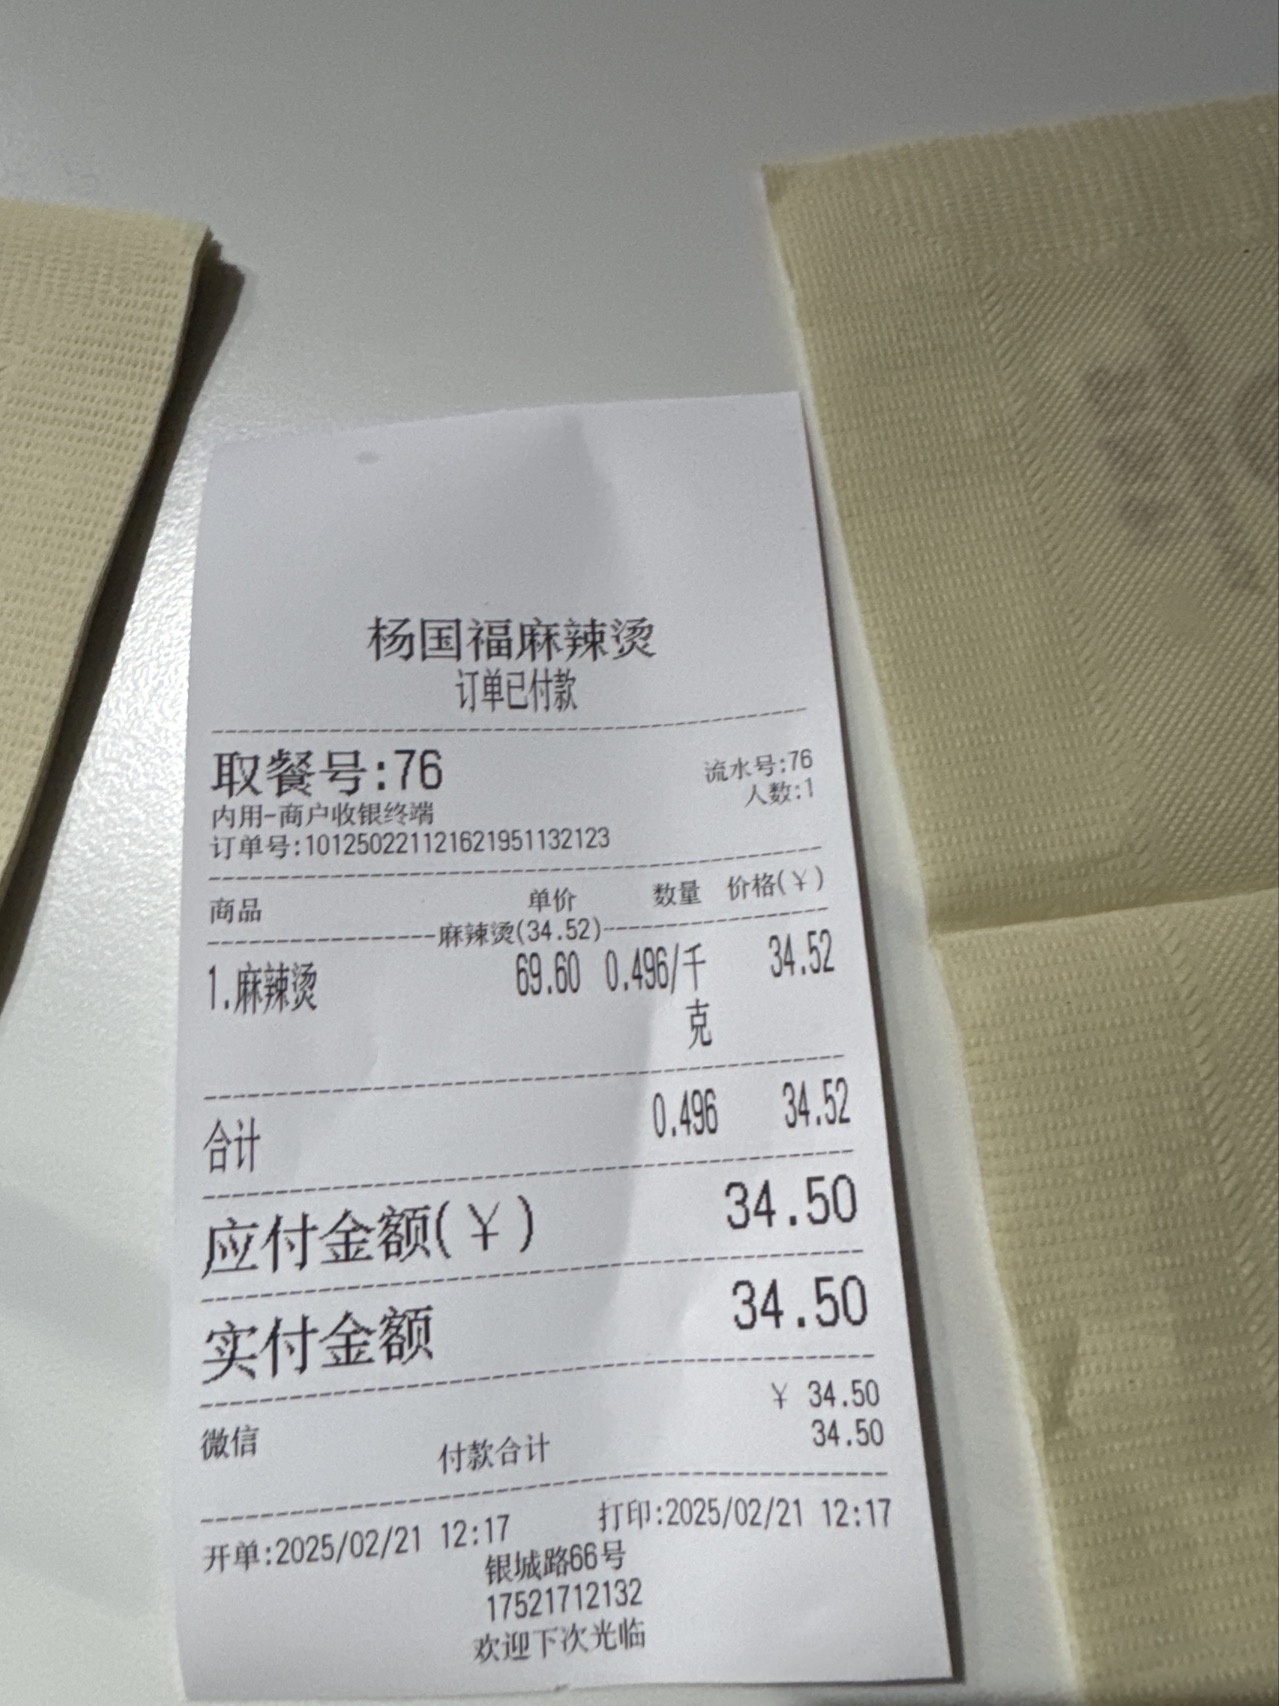 杨国福麻辣烫
订单已付款
取餐号:76 流水号:76
内用-商户收银终端 人数:1
订单号:101250221121621951132123
商品 单价 数量 价格(¥)
麻辣烫(34.52)
1.麻辣烫 69.60 0.496/千克 34.52
合计 0.496 34.52
应付金额(¥) 34.50
实付金额 34.50
微信 ¥ 34.50
付款合计 34.50
开单:2025/02/21 12:17 打印:2025/02/21 12:17
银城路66号
17521712132
欢迎下次光临